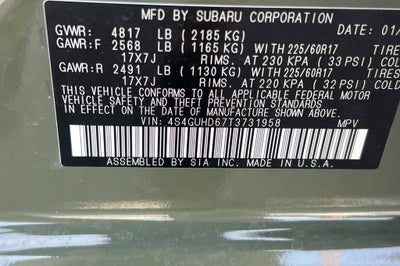 MFD.BY SUBARU CORPORATION
DATE: 01/
GVWR: 4817 LB ( 2185 KG)
GAWR:F 2568 LB ( 1165 KG) WITH 225/60R17 TIRE
17X7J RIMS. AT 230 KPA ( 33 PSI) COLD
GAWR:R 2491 LB ( 1130 KG) WITH 225/60R17 TIRE
17X7J RIMS. AT 220 KPA ( 32 PSI) COLD
THIS VEHICLE CONFORMS TO ALL APPLICABLE FEDERAL MOTOR
VEHICLE SAFETY, BUMPER, AND THEFT PREVENTION STANDARDS
IN EFFECT ON THE DATE OF MANUFACTURE SHOWN ABOVE.
VIN: 4S4GUHD67T3731958 MPV
ASSEMBLED BY SIA INC. MADE IN U.S.A.